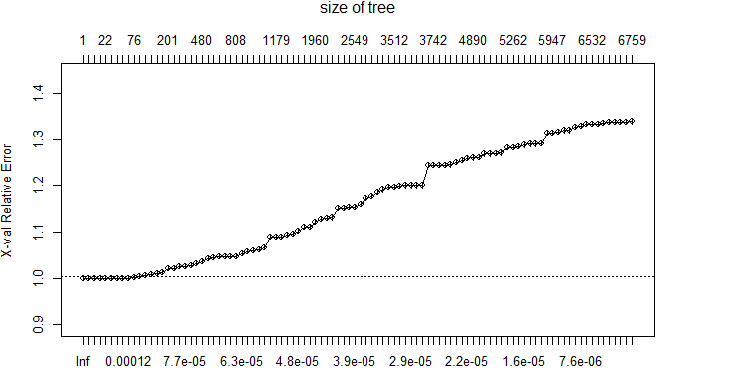 size of tree
1 22 76 201 480 808 1179 1960 2549 3512 3742 4890 5262 5947 6532 6759
X-val Relative Error
1.4
1.3
1.2
1.1
1.0
0.9
Inf 0.00012 7.7e-05 6.3e-05 4.8e-05 3.9e-05 2.9e-05 2.2e-05 1.6e-05 7.6e-06